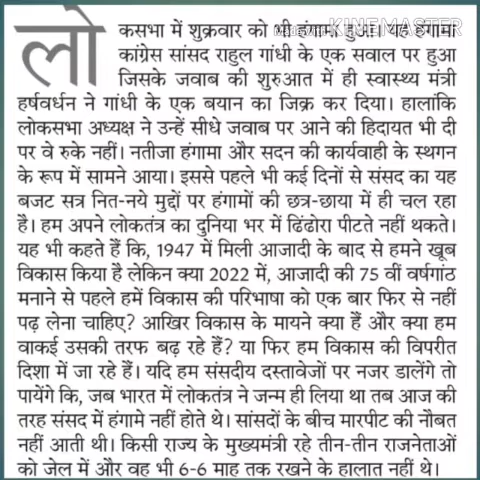 KINEMASTER
लोकसभा में शुक्रवार को भी हंगामा हुआ। यह हंगामा
कांग्रेस सांसद राहुल गांधी के एक सवाल पर हुआ
जिसके जवाब की शुरुआत में ही स्वास्थ्य मंत्री
हर्षवर्धन ने गांधी के एक बयान का जिक्र कर दिया। हालांकि
लोकसभा अध्यक्ष ने उन्हें सीधे जवाब पर आने की हिदायत भी दी
पर वे रुके नहीं। नतीजा हंगामा और सदन की कार्यवाही के स्थगन
के रूप में सामने आया। इससे पहले भी कई दिनों से संसद का यह
बजट सत्र नित-नये मुद्दों पर हंगामों की छत्र-छाया में ही चल रहा
है। हम अपने लोकतंत्र का दुनिया भर में ढिंढोरा पीटते नहीं थकते।
यह भी कहते हैं कि, 1947 में मिली आजादी के बाद से हमने खूब
विकास किया है लेकिन क्या 2022 में, आजादी की 75 वीं वर्षगांठ
मनाने से पहले हमें विकास की परिभाषा को एक बार फिर से नहीं
पढ़ लेना चाहिए? आखिर विकास के मायने क्या हैं और क्या हम
वाकई उसकी तरफ बढ़ रहे हैं? या फिर हम विकास की विपरीत
दिशा में जा रहे हैं। यदि हम संसदीय दस्तावेजों पर नजर डालेंगे तो
पायेंगे कि, जब भारत में लोकतंत्र ने जन्म ही लिया था तब आज की
तरह संसद में हंगामे नहीं होते थे। सांसदों के बीच मारपीट की नौबत
नहीं आती थी। किसी राज्य के मुख्यमंत्री रहे तीन-तीन राजनेताओं
को जेल में और वह भी 6-6 माह तक रखने के हालात नहीं थे।